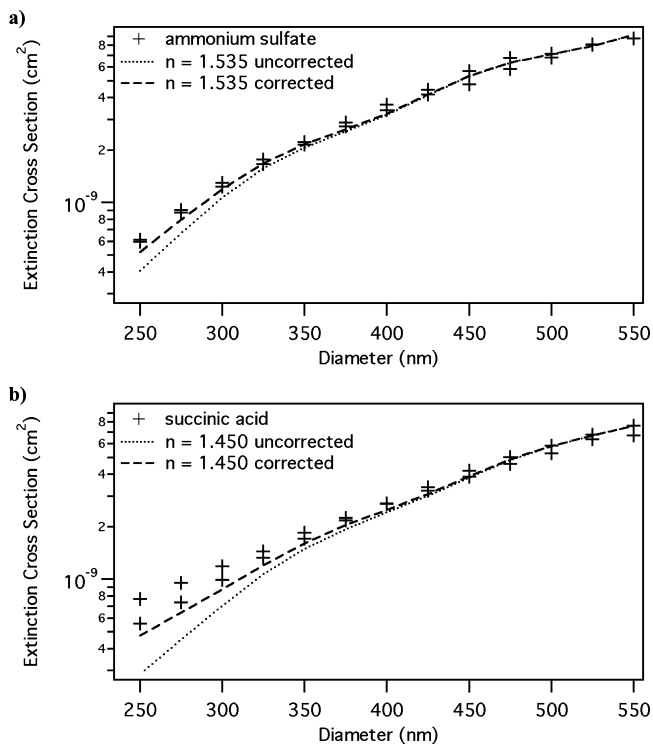 a)
Extinction Cross Section (cm²)
8
6
4
2
10⁻⁹
8
6
4
ammonium sulfate
n = 1.535 uncorrected
n = 1.535 corrected
250 300 350 400 450 500 550
Diameter (nm)
b)
Extinction Cross Section (cm²)
8
6
4
2
10⁻⁹
8
6
4
succinic acid
n = 1.450 uncorrected
n = 1.450 corrected
250 300 350 400 450 500 550
Diameter (nm)